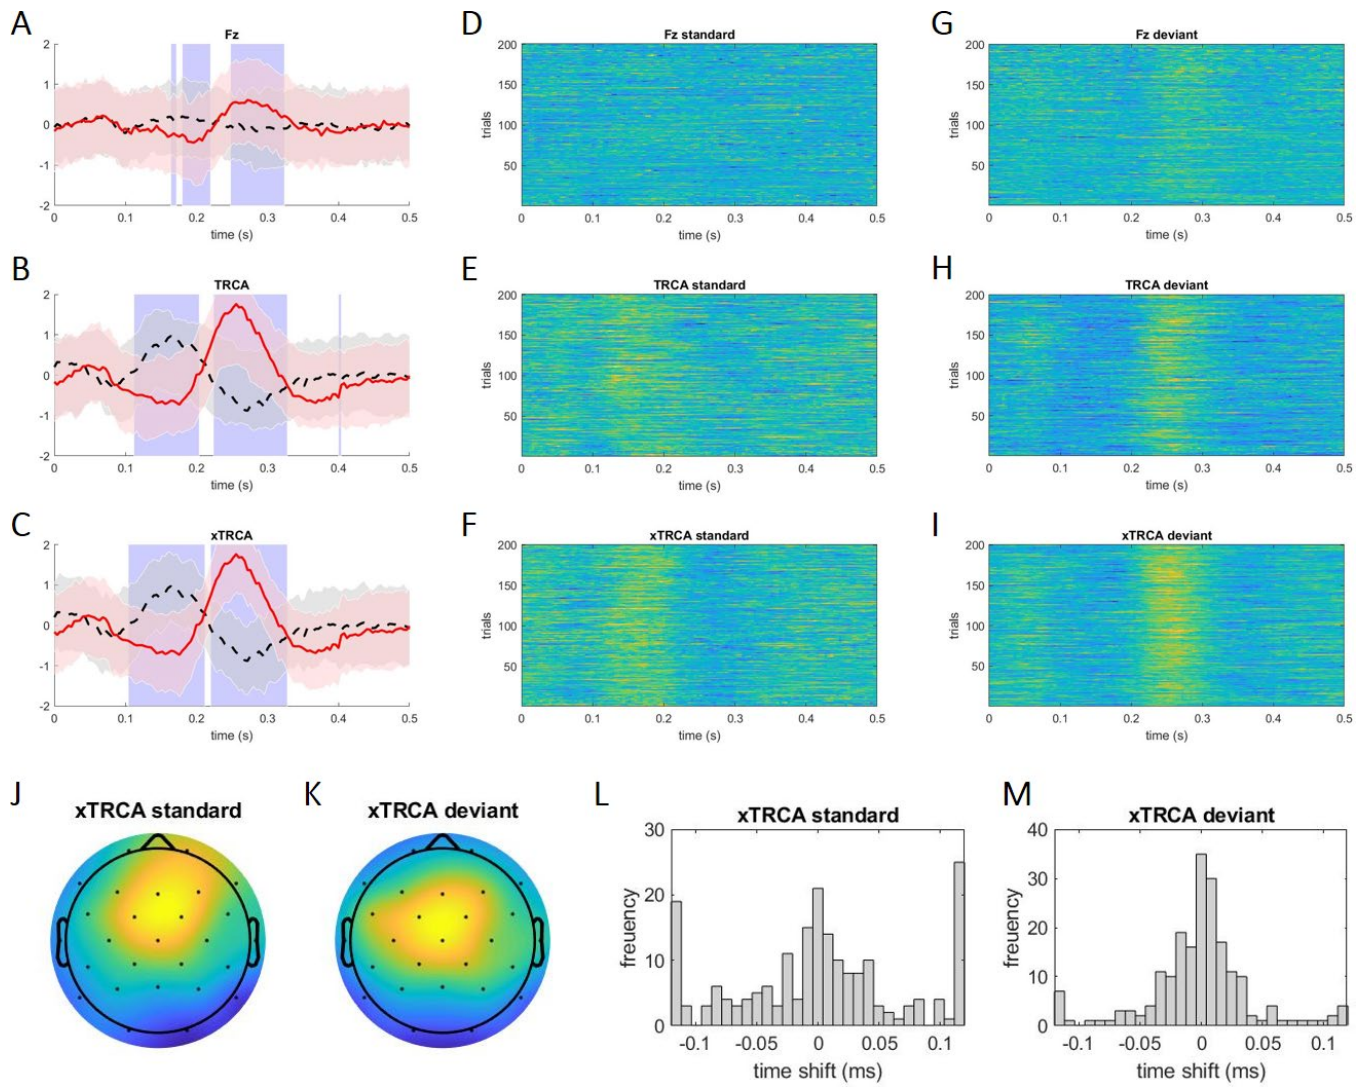 A
Fz
2
1
0
-1
-2
0 0.1 0.2 0.3 0.4 0.5
time (s)
D
Fz standard
200
150
100
50
trials
0 0.1 0.2 0.3 0.4 0.5
time (s)
G
Fz deviant
200
150
100
50
trials
0 0.1 0.2 0.3 0.4 0.5
time (s)
B
TRCA
2
1
0
-1
-2
0 0.1 0.2 0.3 0.4 0.5
time (s)
E
TRCA standard
200
150
100
50
trials
0 0.1 0.2 0.3 0.4 0.5
time (s)
H
TRCA deviant
200
150
100
50
trials
0 0.1 0.2 0.3 0.4 0.5
time (s)
C
xTRCA
2
1
0
-1
-2
0 0.1 0.2 0.3 0.4 0.5
time (s)
F
xTRCA standard
200
150
100
50
trials
0 0.1 0.2 0.3 0.4 0.5
time (s)
I
xTRCA deviant
200
150
100
50
trials
0 0.1 0.2 0.3 0.4 0.5
time (s)
J
xTRCA standard
K
xTRCA deviant
L
xTRCA standard
30
20
10
0
freuency
-0.1 -0.05 0 0.05 0.1
time shift (ms)
M
xTRCA deviant
40
30
20
10
0
freuency
-0.1 -0.05 0 0.05 0.1
time shift (ms)